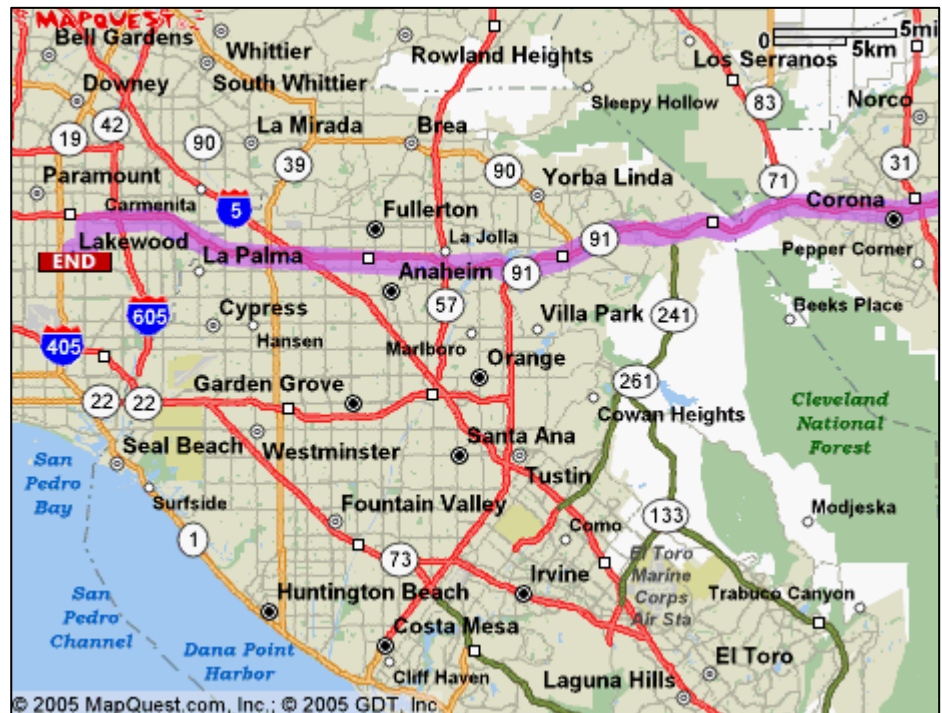 MAPQUEST
Bell Gardens
Whittier
Rowland Heights
0 5mi
5km
Los Serranos
Downey
South Whittier
Sleepy Hollow
83
Norco
19
42
90
La Mirada
Brea
39
31
Paramount
90
Yorba Linda
71
Carmenita
5
Fullerton
Corona
Lakewood
La Palma
La Jolla
91
Pepper Corner
END
Anaheim
91
Cypress
57
Villa Park
241
Beeks Place
605
Hansen
Marlboro
405
Orange
261
Garden Grove
22
22
Cowan Heights
Cleveland
National
Forest
Seal Beach
Westminster
Santa Ana
San
Pedro
Bay
Tustin
Surfside
Fountain Valley
Modjeska
133
Como
1
73
El Toro
Marine
Corps
Air Sta
Irvine
Huntington Beach
Trabuco Canyon
San
Pedro
Channel
Costa Mesa
Dana Point
Harbor
El Toro
Cliff Haven
Laguna Hills
© 2005 MapQuest.com, Inc.; © 2005 GDT, Inc